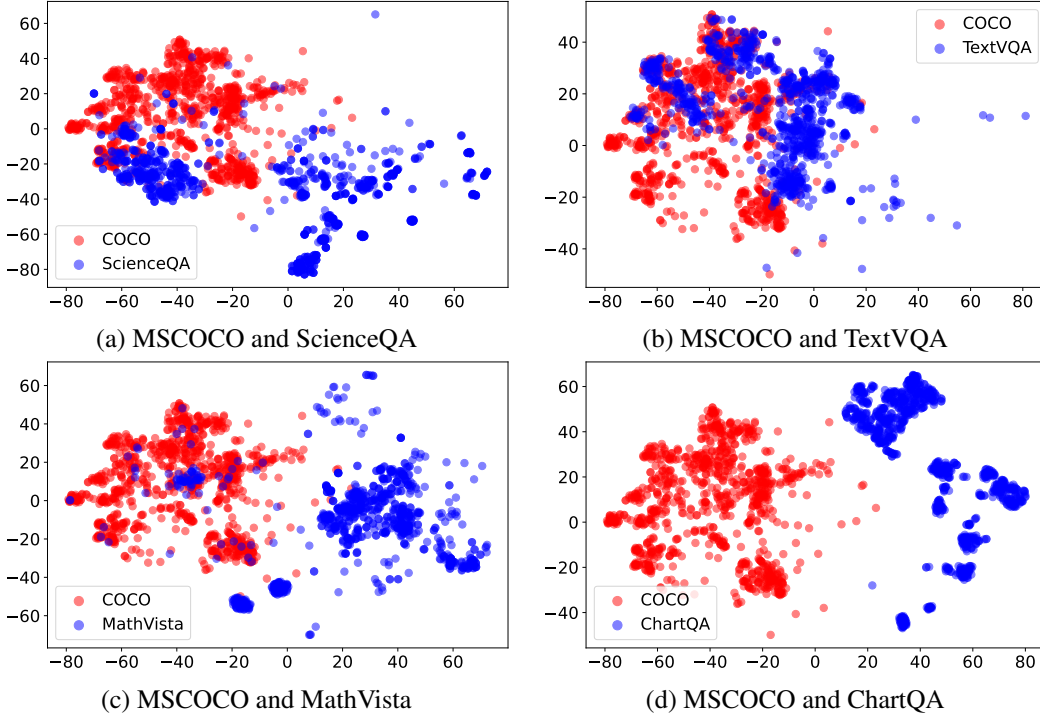 60
40
20
0
−20
−40
−60
−80
COCO
ScienceQA
−80 −60 −40 −20 0 20 40 60
(a) MSCOCO and ScienceQA
40
20
0
−20
−40
COCO
TextVQA
−80 −60 −40 −20 0 20 40 60 80
(b) MSCOCO and TextVQA
60
40
20
0
−20
−40
−60
COCO
MathVista
−80 −60 −40 −20 0 20 40 60
(c) MSCOCO and MathVista
60
40
20
0
−20
−40
COCO
ChartQA
−80 −60 −40 −20 0 20 40 60 80
(d) MSCOCO and ChartQA